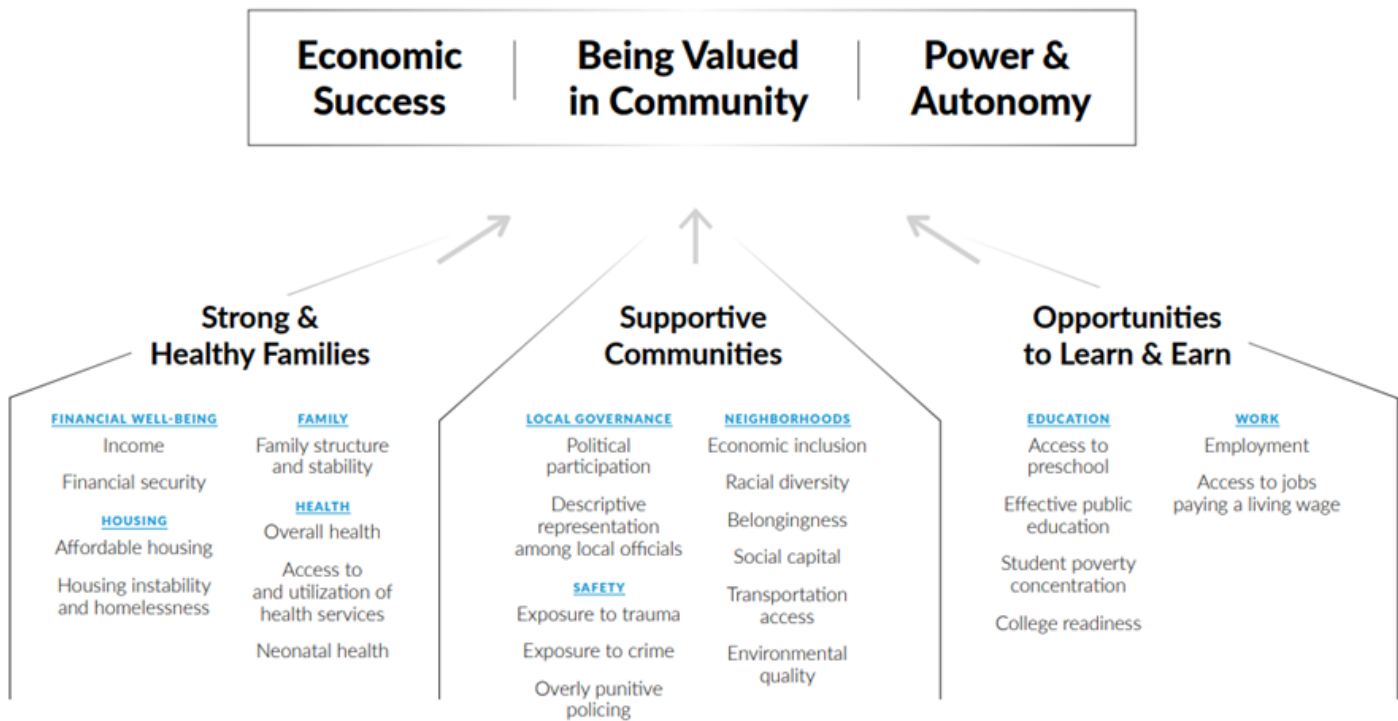 Economic
Success
Being Valued
in Community
Power &
Autonomy
Strong &
Healthy Families
FINANCIAL WELL-BEING
Income
Financial security
HOUSING
Affordable housing
Housing instability
and homelessness
FAMILY
Family structure
and stability
HEALTH
Overall health
Access to
and utilization of
health services
Neonatal health
Supportive
Communities
LOCAL GOVERNANCE
Political
participation
Descriptive
representation
among local officials
SAFETY
Exposure to trauma
Exposure to crime
Overly punitive
policing
NEIGHBORHOODS
Economic inclusion
Racial diversity
Belongingness
Social capital
Transportation
access
Environmental
quality
Opportunities
to Learn & Earn
EDUCATION
Access to
preschool
Effective public
education
Student poverty
concentration
College readiness
WORK
Employment
Access to jobs
paying a living wage